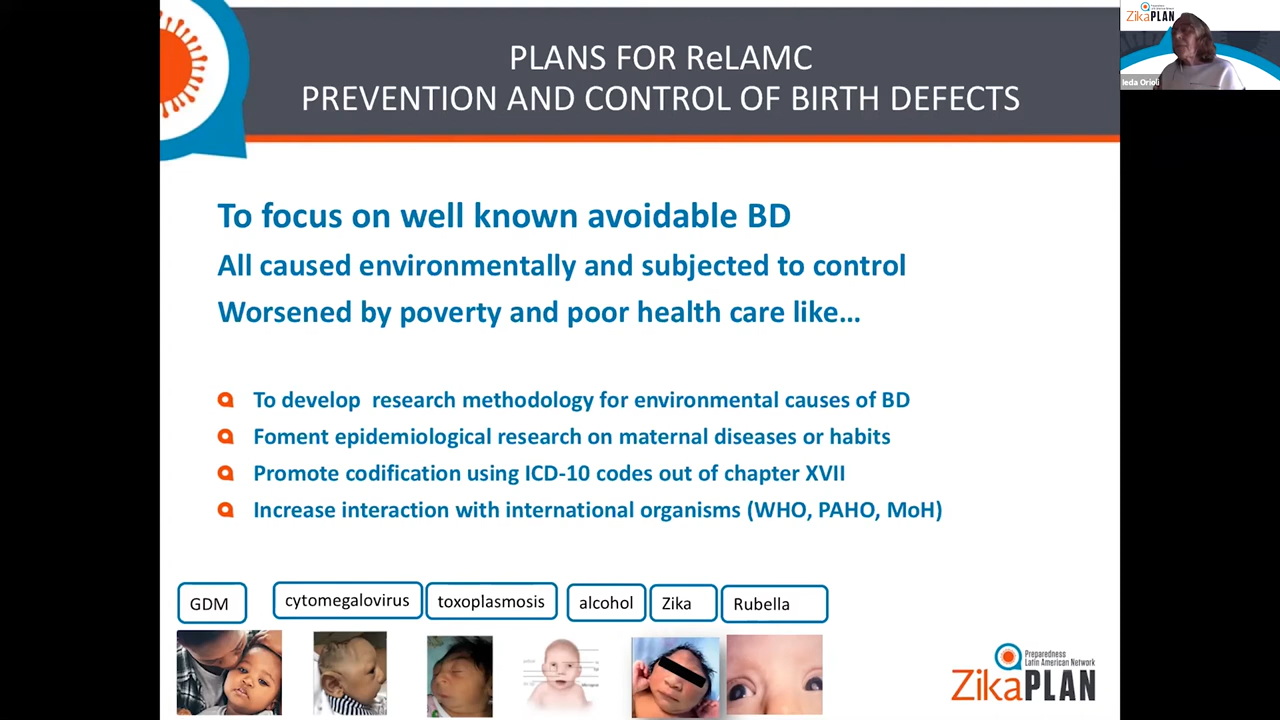 PLANS FOR ReLAMC
PREVENTION AND CONTROL OF BIRTH DEFECTS
To focus on well known avoidable BD
All caused environmentally and subjected to control
Worsened by poverty and poor health care like...
To develop research methodology for environmental causes of BD
Foment epidemiological research on maternal diseases or habits
Promote codification using ICD-10 codes out of chapter XVII
Increase interaction with international organisms (WHO, PAHO, MoH)
GDM
cytomegalovirus
toxoplasmosis
alcohol
Zika
Rubella
Preparedness
Latin American Network
ZikaPLAN
ZikaPLAN
Ieda Orioli